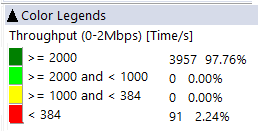 Color Legends
Throughput (0-2Mbps) [Time/s]
>= 2000 3957 97.76%
>= 2000 and < 1000 0 0.00%
>= 1000 and < 384 0 0.00%
< 384 91 2.24%